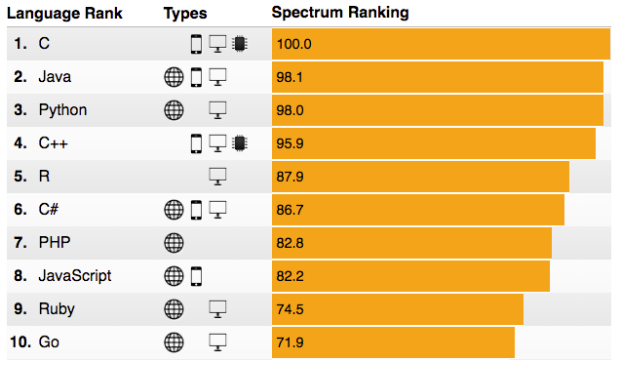 Language Rank Types Spectrum Ranking
1. C 100.0
2. Java 98.1
3. Python 98.0
4. C++ 95.9
5. R 87.9
6. C# 86.7
7. PHP 82.8
8. JavaScript 82.2
9. Ruby 74.5
10. Go 71.9